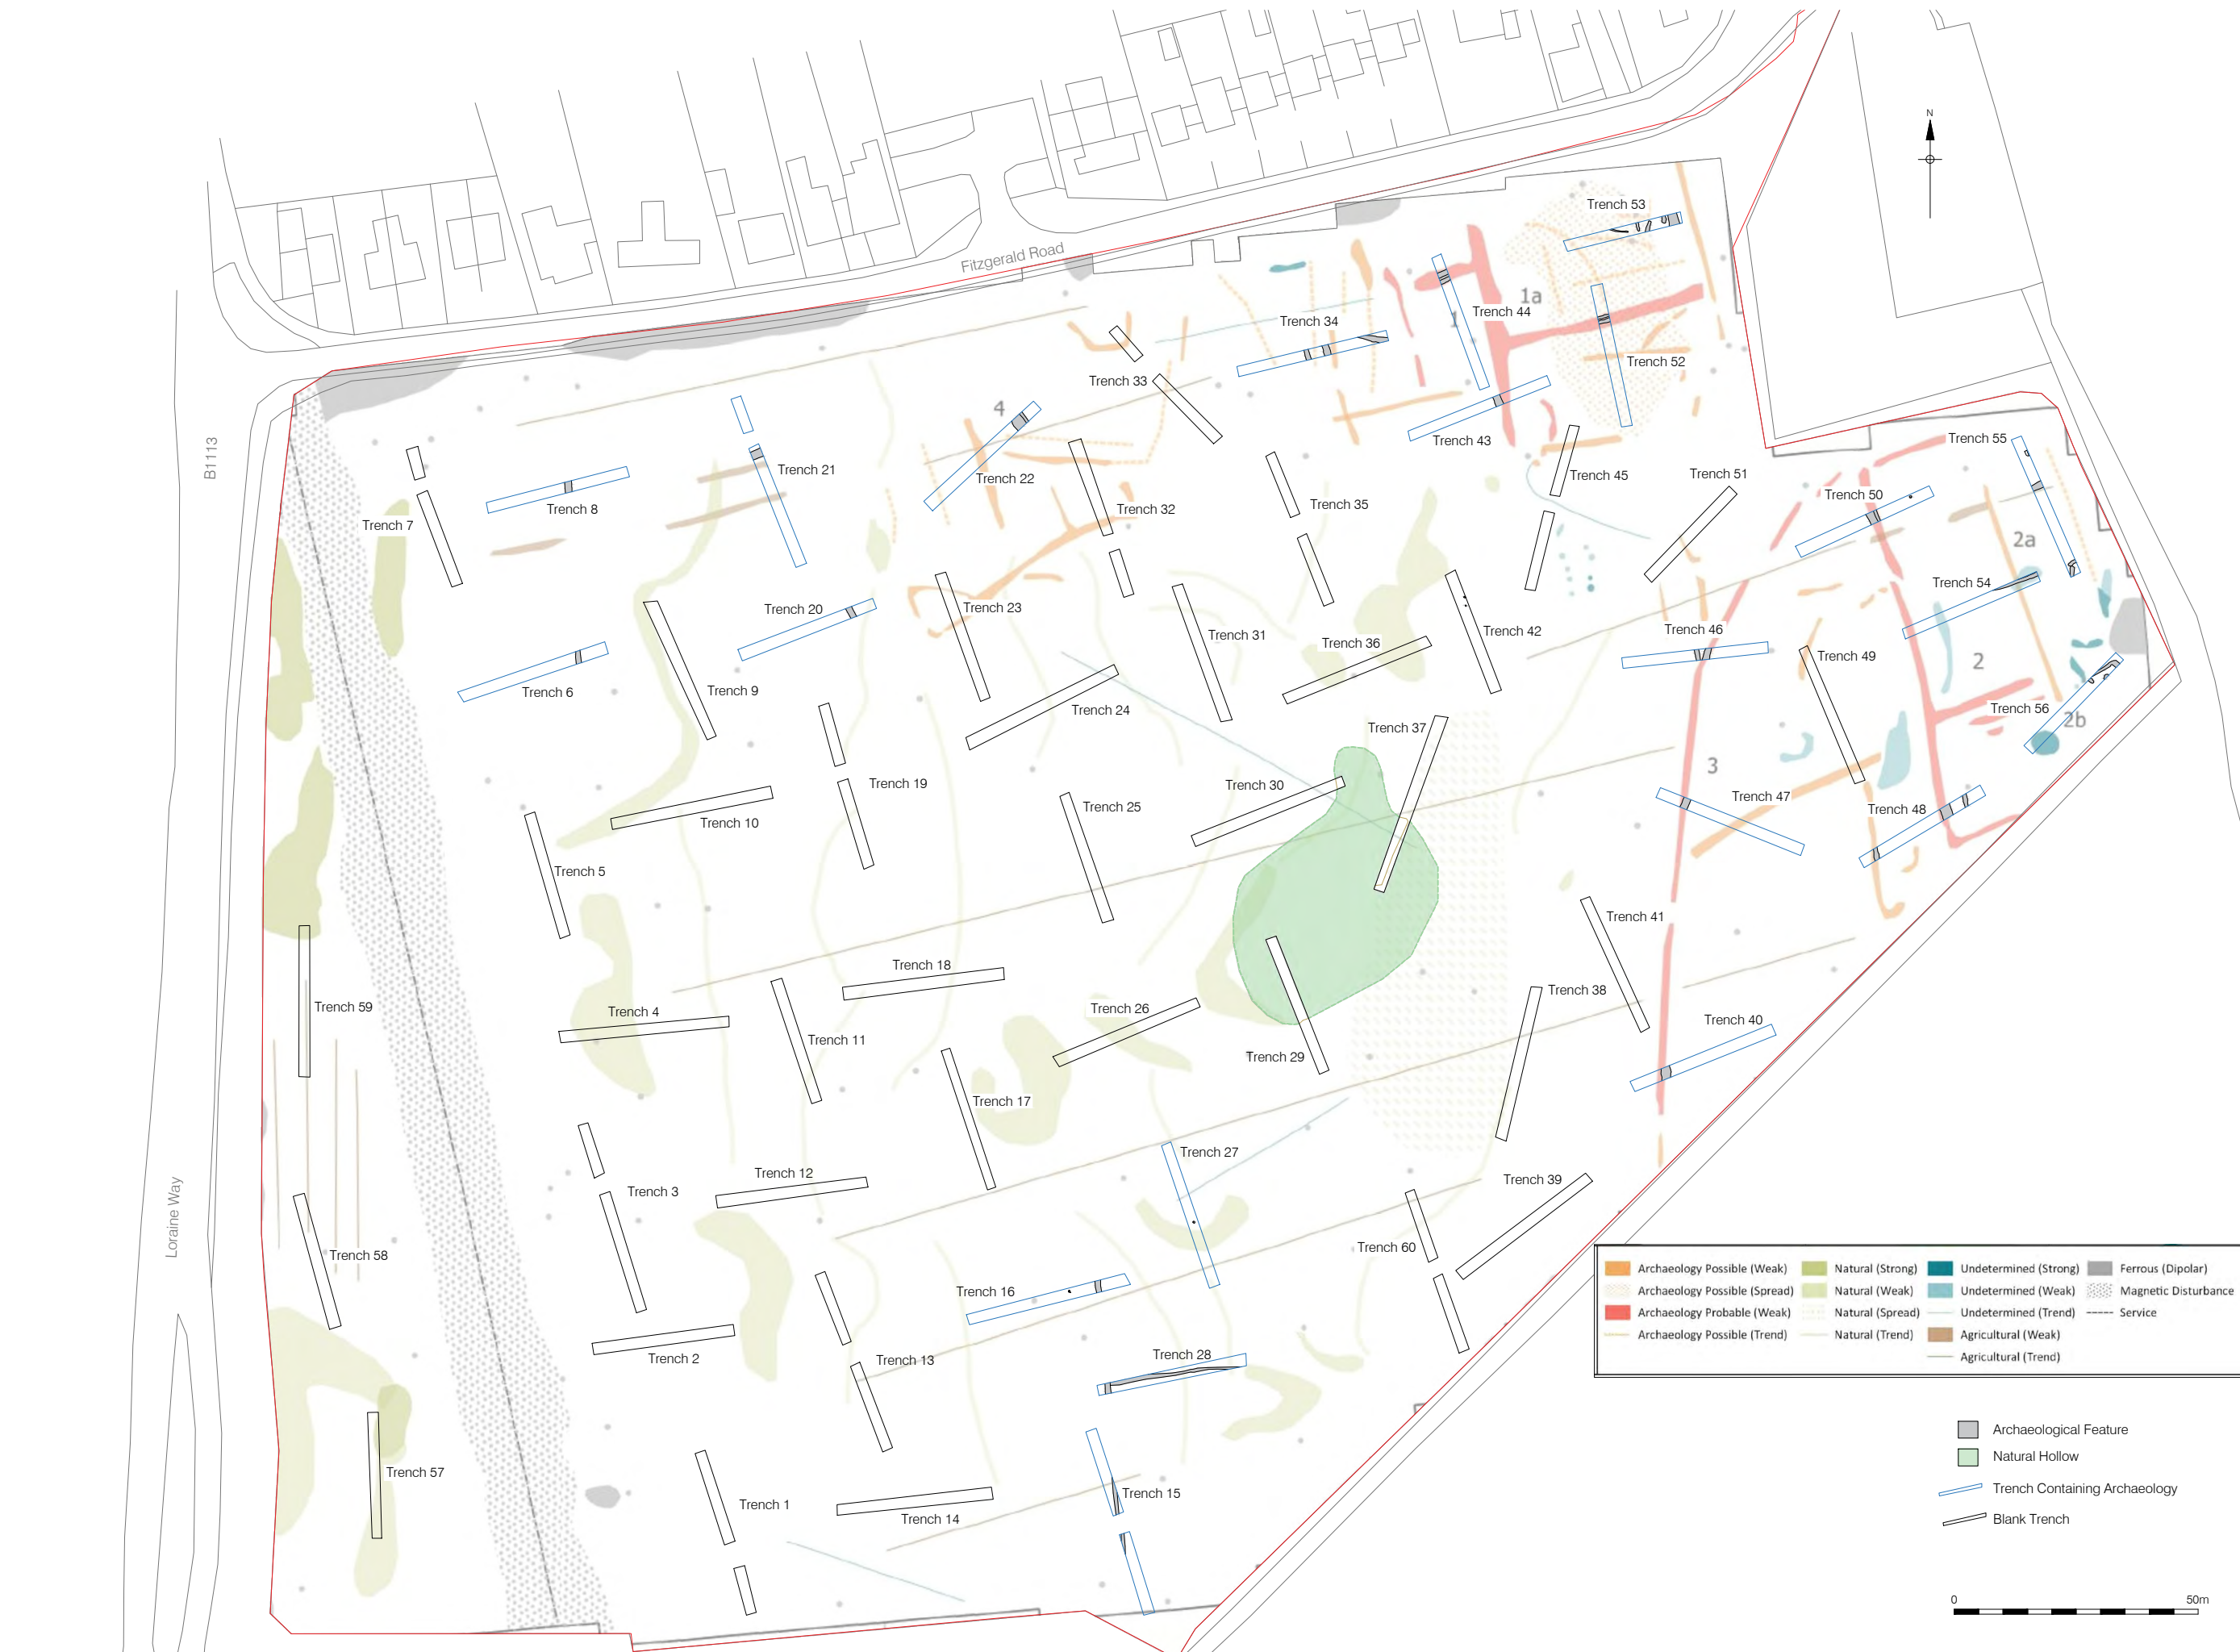 N
Fitzgerald Road
B1113
Loraine Way
Trench 53
1a
1
Trench 44
Trench 34
Trench 52
Trench 33
4
Trench 43
Trench 55
Trench 21
Trench 22
Trench 45
Trench 51
Trench 50
Trench 7
Trench 8
Trench 32
Trench 35
2a
Trench 54
Trench 20
Trench 23
Trench 31
Trench 36
Trench 42
Trench 46
Trench 49
2
Trench 6
Trench 9
Trench 24
Trench 56
2b
Trench 37
3
Trench 19
Trench 30
Trench 47
Trench 10
Trench 25
Trench 48
Trench 5
Trench 41
Trench 18
Trench 38
Trench 59
Trench 4
Trench 26
Trench 40
Trench 11
Trench 29
Trench 17
Trench 27
Trench 12
Trench 39
Trench 3
Trench 58
Trench 60
Trench 16
Trench 2
Trench 13
Trench 28
Trench 57
Trench 1
Trench 14
Trench 15
Archaeology Possible (Weak)
Archaeology Possible (Spread)
Archaeology Probable (Weak)
Archaeology Possible (Trend)
Natural (Strong)
Natural (Weak)
Natural (Spread)
Natural (Trend)
Undetermined (Strong)
Undetermined (Weak)
Undetermined (Trend)
Agricultural (Weak)
Agricultural (Trend)
Ferrous (Dipolar)
Magnetic Disturbance
Service
Archaeological Feature
Natural Hollow
Trench Containing Archaeology
Blank Trench
0 50m